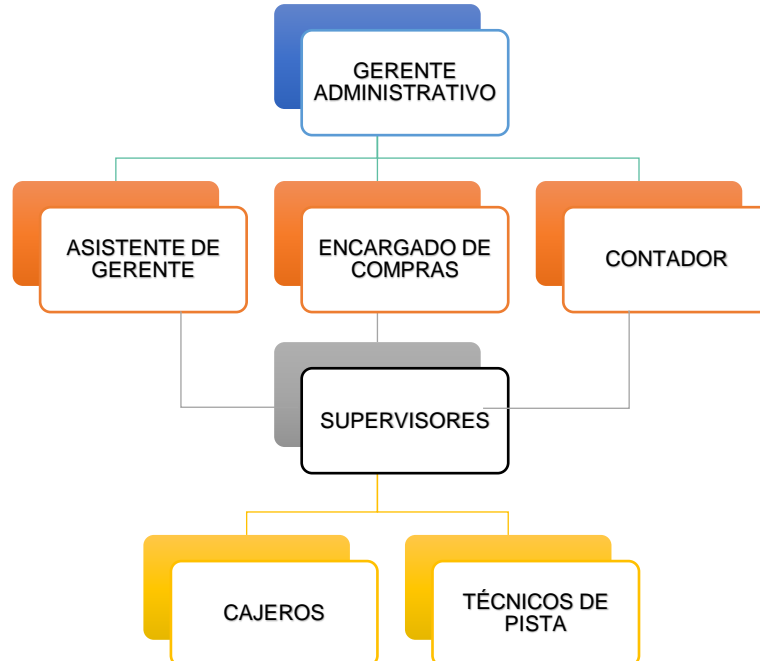 GERENTE
ADMINISTRATIVO
ASISTENTE DE
GERENTE
ENCARGADO DE
COMPRAS
CONTADOR
SUPERVISORES
CAJEROS
TÉCNICOS DE
PISTA